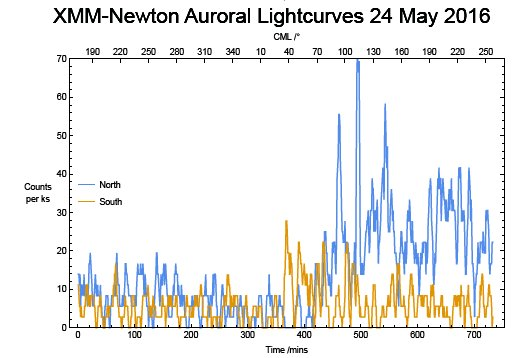 XMM-Newton Auroral Lightcurves 24 May 2016
CML /°
190 220 250 280 310 340 10 40 70 100 130 160 190 220 250
70
60
50
40
Counts
per ks
North
South
30
20
10
0
0 100 200 300 400 500 600 700
Time /mins